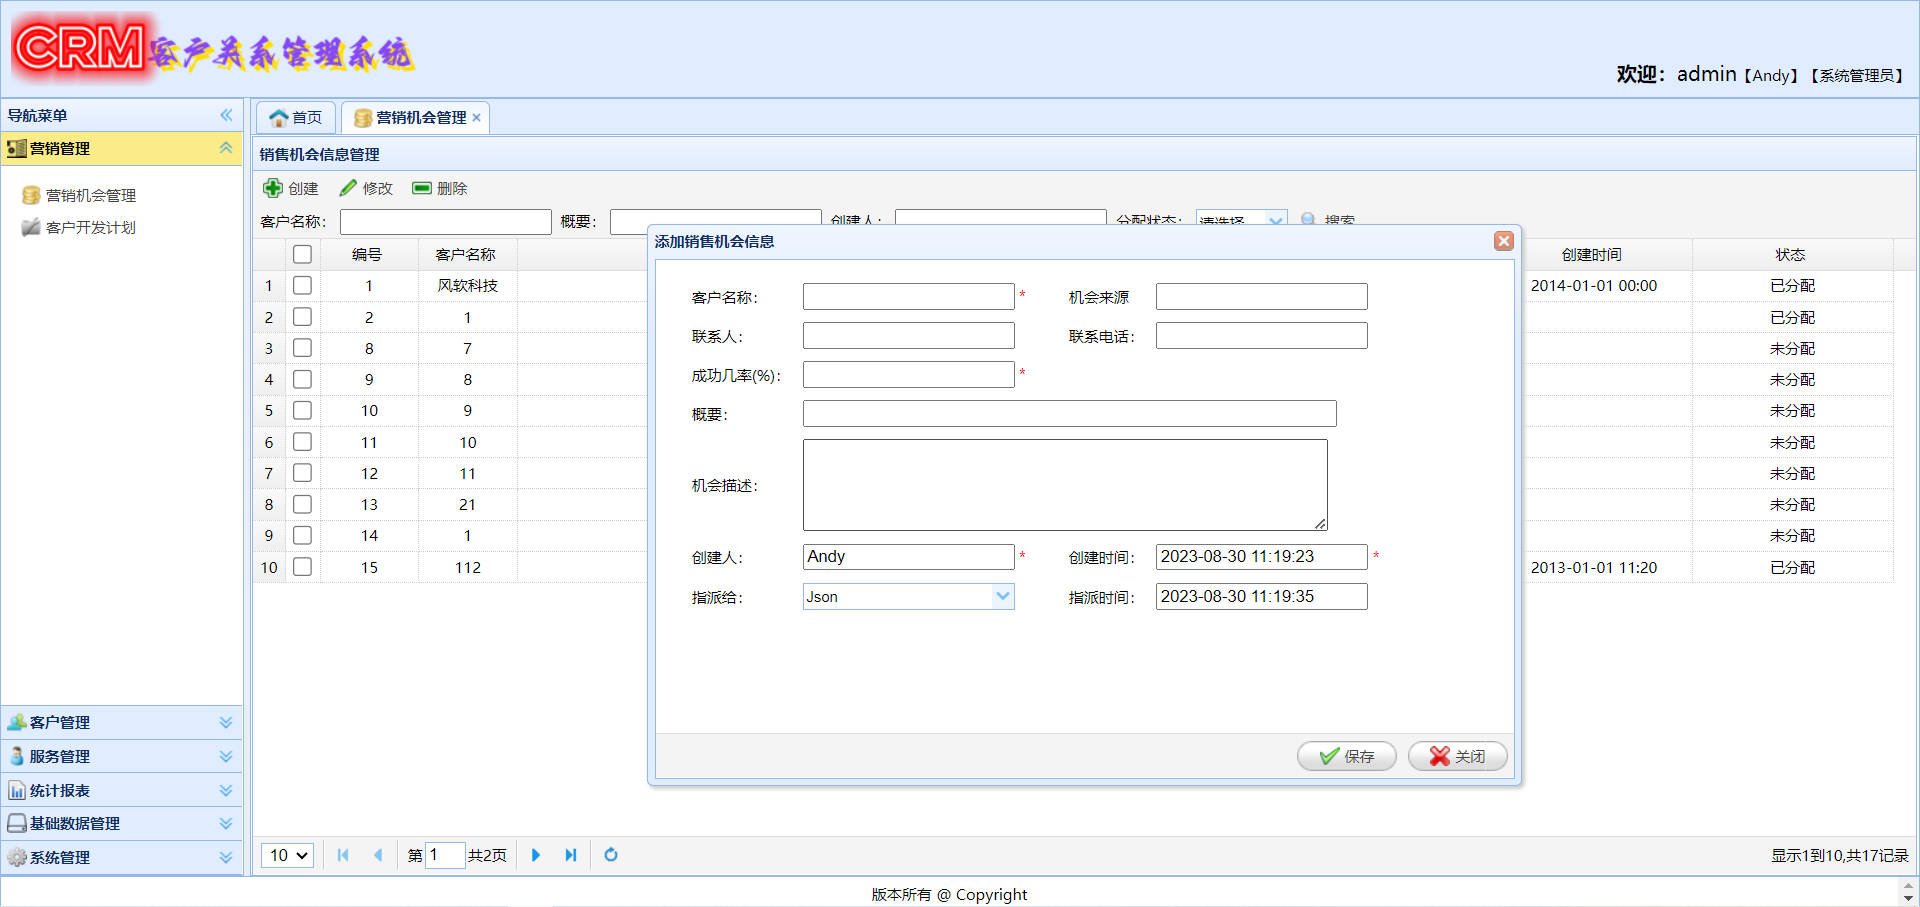 CRM客户关系管理系统
欢迎：admin【Andy】【系统管理员】
导航菜单
营销管理
营销机会管理
客户开发计划
客户管理
服务管理
统计报表
基础数据管理
系统管理
首页 营销机会管理
销售机会信息管理
创建 修改 删除
客户名称： 概要： 创建人： 分配状态： 请选择 搜索
编号 客户名称 创建时间 状态
1 1 风软科技 2014-01-01 00:00 已分配
2 2 1 已分配
3 8 7 未分配
4 9 8 未分配
5 10 9 未分配
6 11 10 未分配
7 12 11 未分配
8 13 21 未分配
9 14 1 未分配
10 15 112 2013-01-01 11:20 已分配
添加销售机会信息
客户名称： * 机会来源
联系人： 联系电话：
成功几率(%)： *
概要：
机会描述：
创建人： Andy * 创建时间： 2023-08-30 11:19:23 *
指派给： Json 指派时间： 2023-08-30 11:19:35
保存 关闭
10 第 1 共2页 显示1到10,共17记录
版本所有 @ Copyright